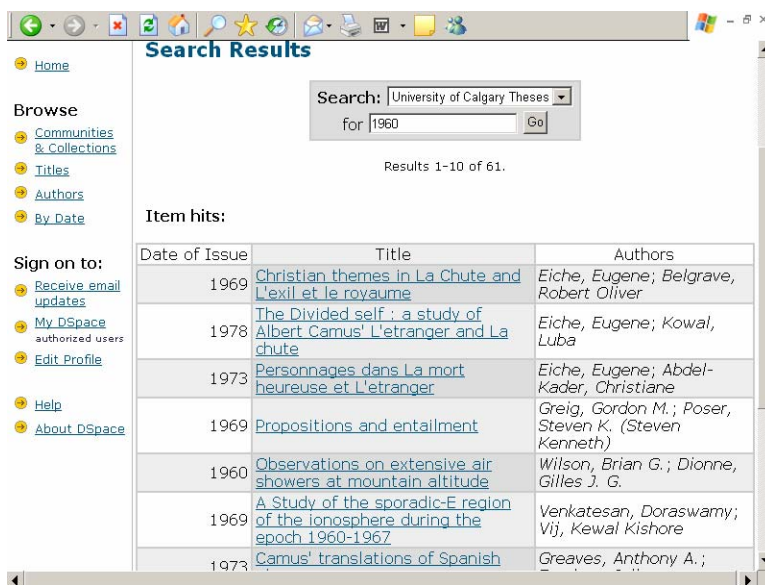 Search Results
Home
Browse
Communities
& Collections
Titles
Authors
By Date
Sign on to:
Receive email
updates
My DSpace
authorized users
Edit Profile
Help
About DSpace
Search: University of Calgary Theses
for 1960 Go
Results 1-10 of 61.
Item hits:
Date of Issue Title Authors
1969 Christian themes in La Chute and
L'exil et le royaume
Eiche, Eugene; Belgrave,
Robert Oliver
1978 The Divided self : a study of
Albert Camus' L'etranger and La
chute
Eiche, Eugene; Kowal,
Luba
1973 Personnages dans La mort
heureuse et L'etranger
Eiche, Eugene; Abdel-
Kader, Christiane
1969 Propositions and entailment
Greig, Gordon M.; Poser,
Steven K. (Steven
Kenneth)
1960 Observations on extensive air
showers at mountain altitude
Wilson, Brian G.; Dionne,
Gilles J. G.
1969 A Study of the sporadic-E region
of the ionosphere during the
epoch 1960-1967
Venkatesan, Doraswamy;
Vij, Kewal Kishore
1973 Camus' translations of Spanish
Greaves, Anthony A.;